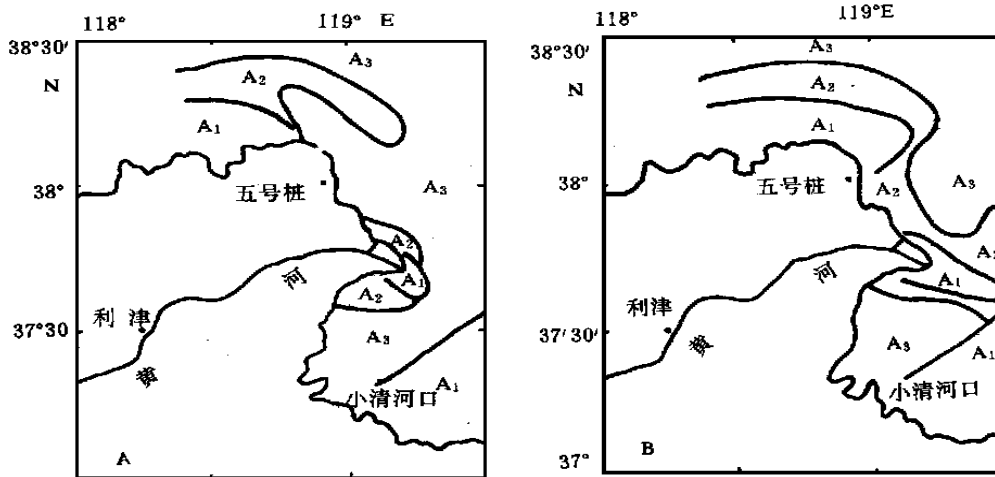 118° 119° E
38°30′
N
A₃
A₂
A₁
38°
五号桩
A₃
A₂
河
A₁
利津
A₂
37°30
A₃
黄
A₁
小清河口
A
118° 119°E
38°30′
A₃
N
A₂
A₁
38°
五号桩
A₃
A₂
A₂
河
A₁
利津
37′30′
黄
A₃
A₁
小清河口
B
37°